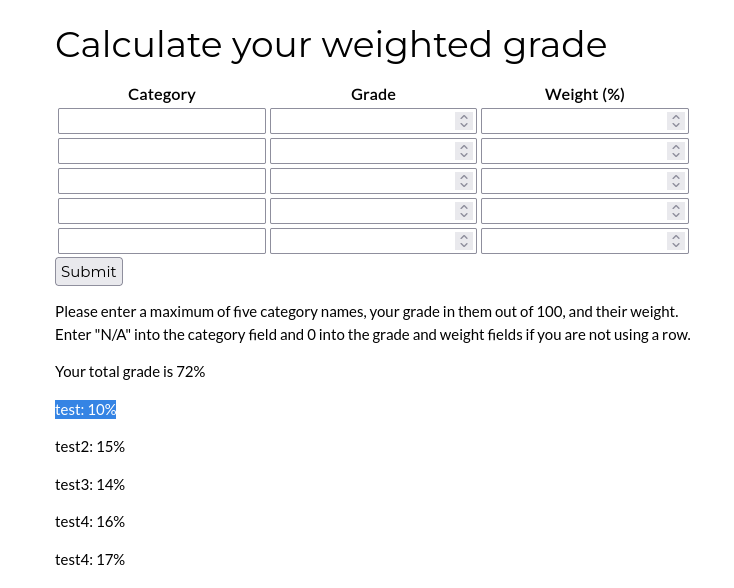 Calculate your weighted grade
Category Grade Weight (%)
Submit
Please enter a maximum of five category names, your grade in them out of 100, and their weight.
Enter "N/A" into the category field and 0 into the grade and weight fields if you are not using a row.
Your total grade is 72%
test: 10%
test2: 15%
test3: 14%
test4: 16%
test4: 17%